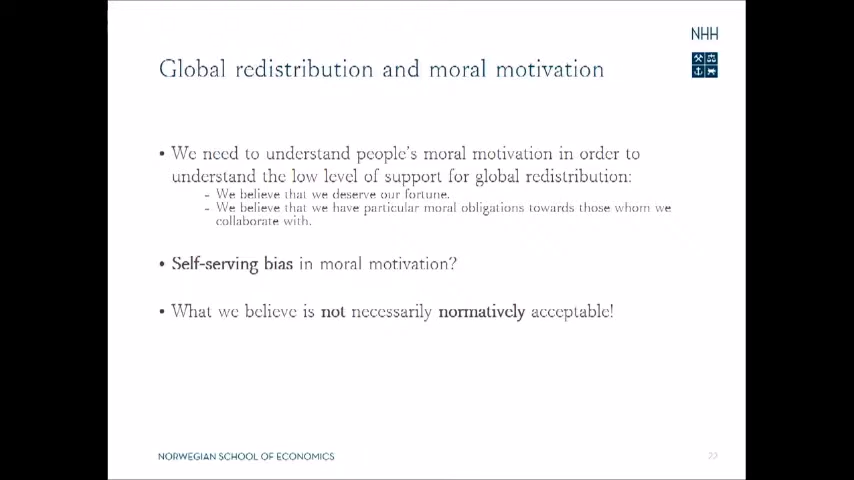 NHH
Global redistribution and moral motivation
• We need to understand people's moral motivation in order to
understand the low level of support for global redistribution:
- We believe that we deserve our fortune.
- We believe that we have particular moral obligations towards those whom we
collaborate with.
• Self-serving bias in moral motivation?
• What we believe is not necessarily normatively acceptable!
NORWEGIAN SCHOOL OF ECONOMICS
22